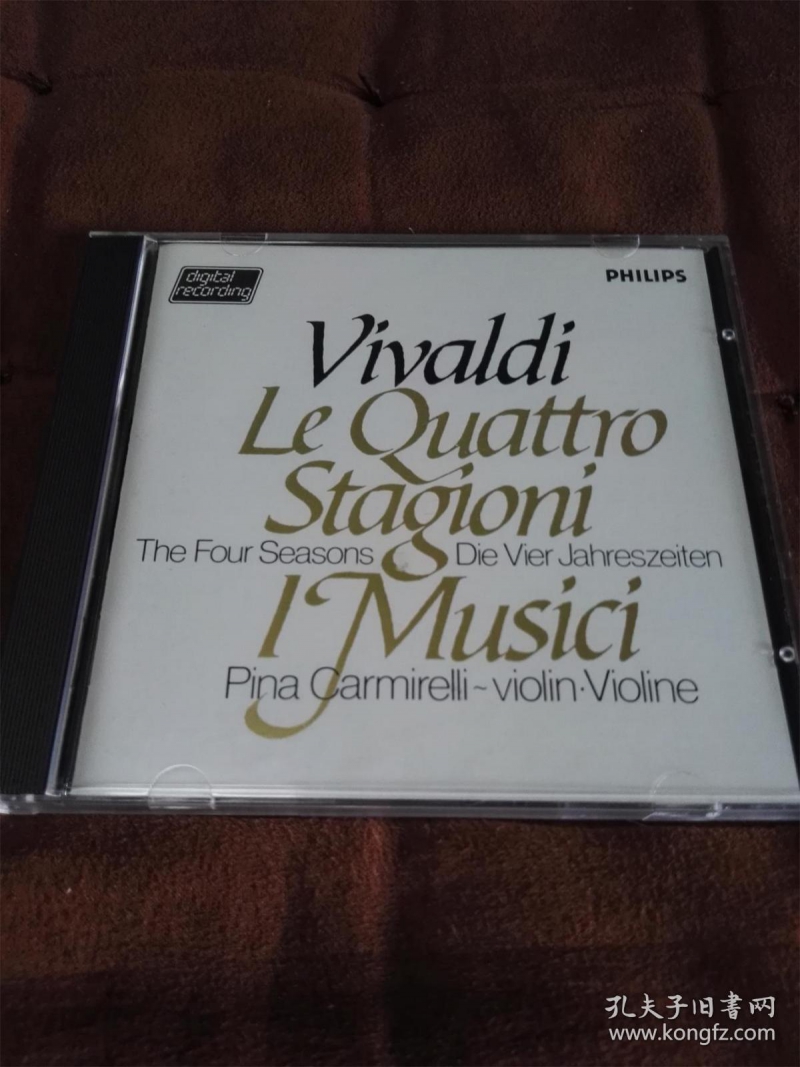 digital
recording
PHILIPS
Vivaldi
Le Quattro
Stagioni
The Four Seasons Die Vier Jahreszeiten
I Musici
Pina Carmirelli ~ violin · Violine
孔夫子旧書网
www.kongfz.com